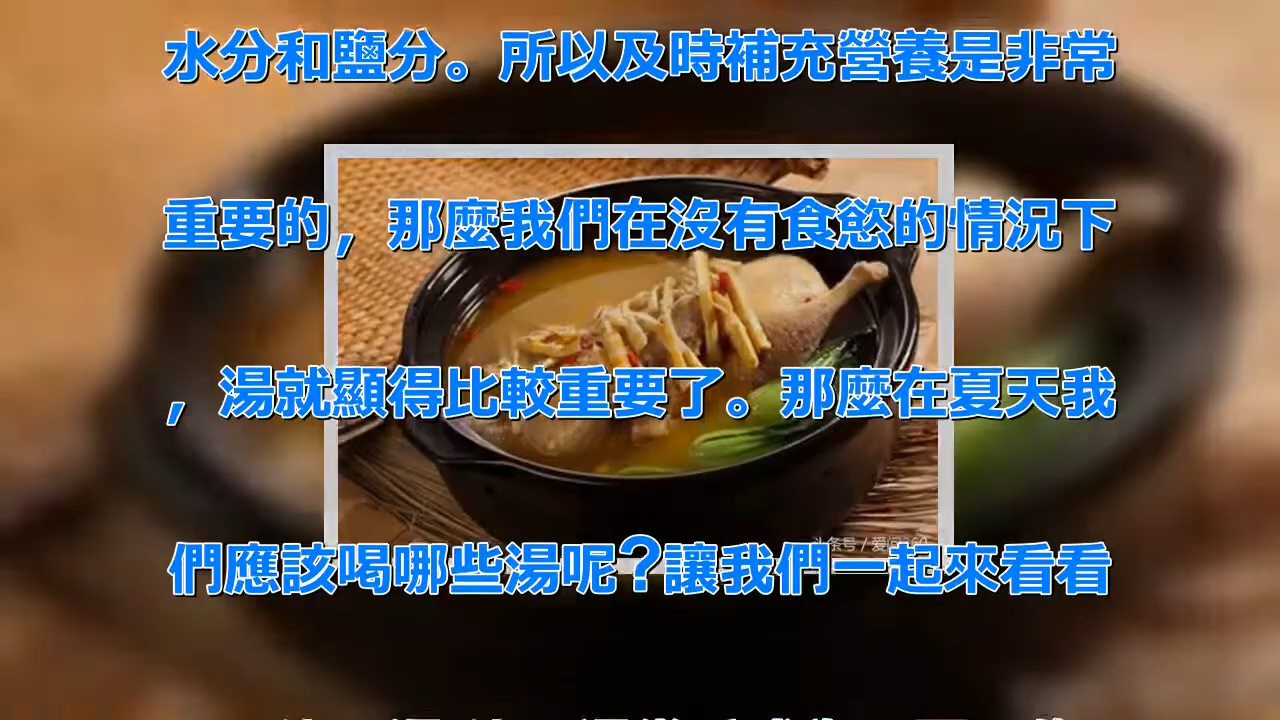 水分和鹽分。所以及時補充營養是非常
重要的，那麼我們在沒有食慾的情況下
，湯就顯得比較重要了。那麼在夏天我
們應該喝哪些湯呢?讓我們一起來看看